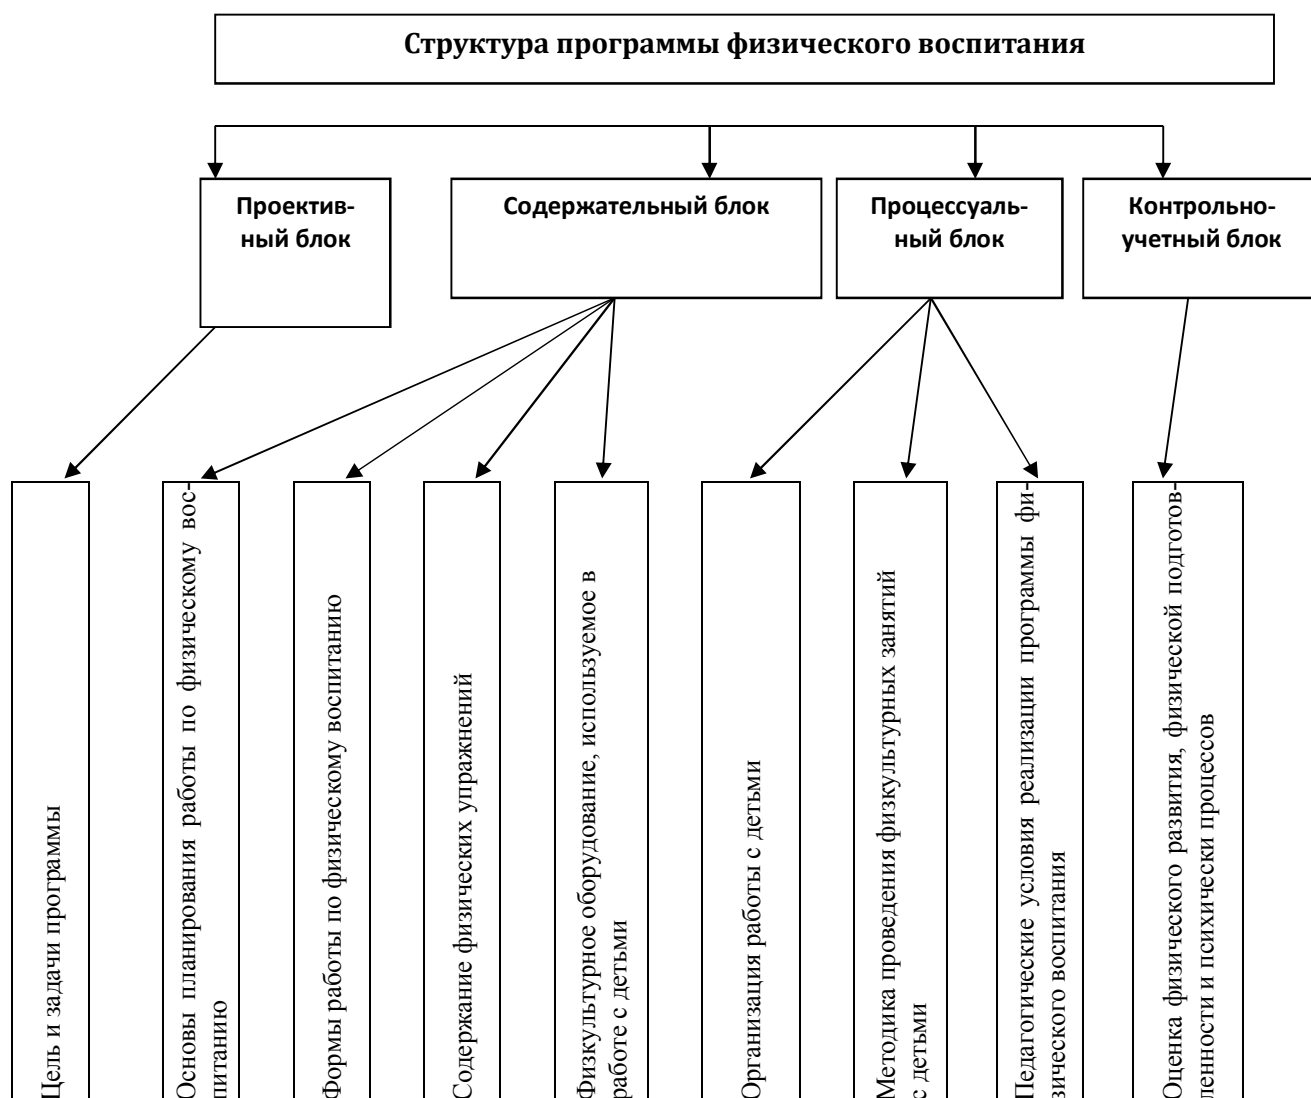 Структура программы физического воспитания
Проектив-
ный блок
Содержательный блок
Процессуаль-
ный блок
Контрольно-
учетный блок
Цель и задачи программы
Основы планирования работы по физическому вос-
питанию
Формы работы по физическому воспитанию
Содержание физических упражнений
Физкультурное оборудование, используемое в
работе с детьми
Организация работы с детьми
Методика проведения физкультурных занятий
с детьми
Педагогические условия реализации программы фи-
зического воспитания
Оценка физического развития, физической подготов-
ленности и психически процессов